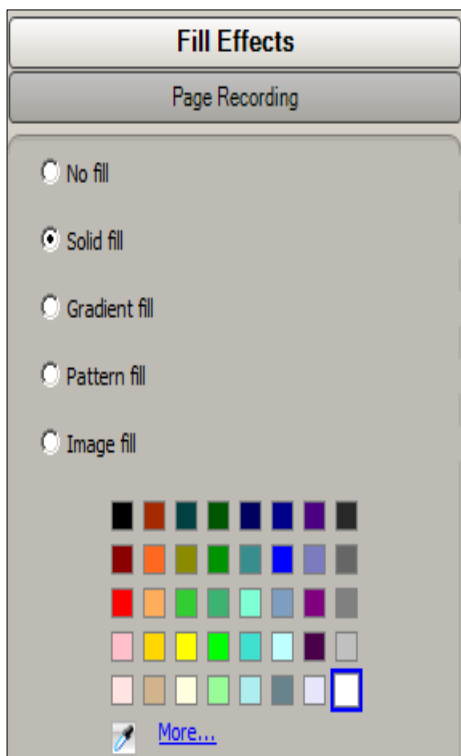 Fill Effects
Page Recording
No fill
Solid fill
Gradient fill
Pattern fill
Image fill
More...